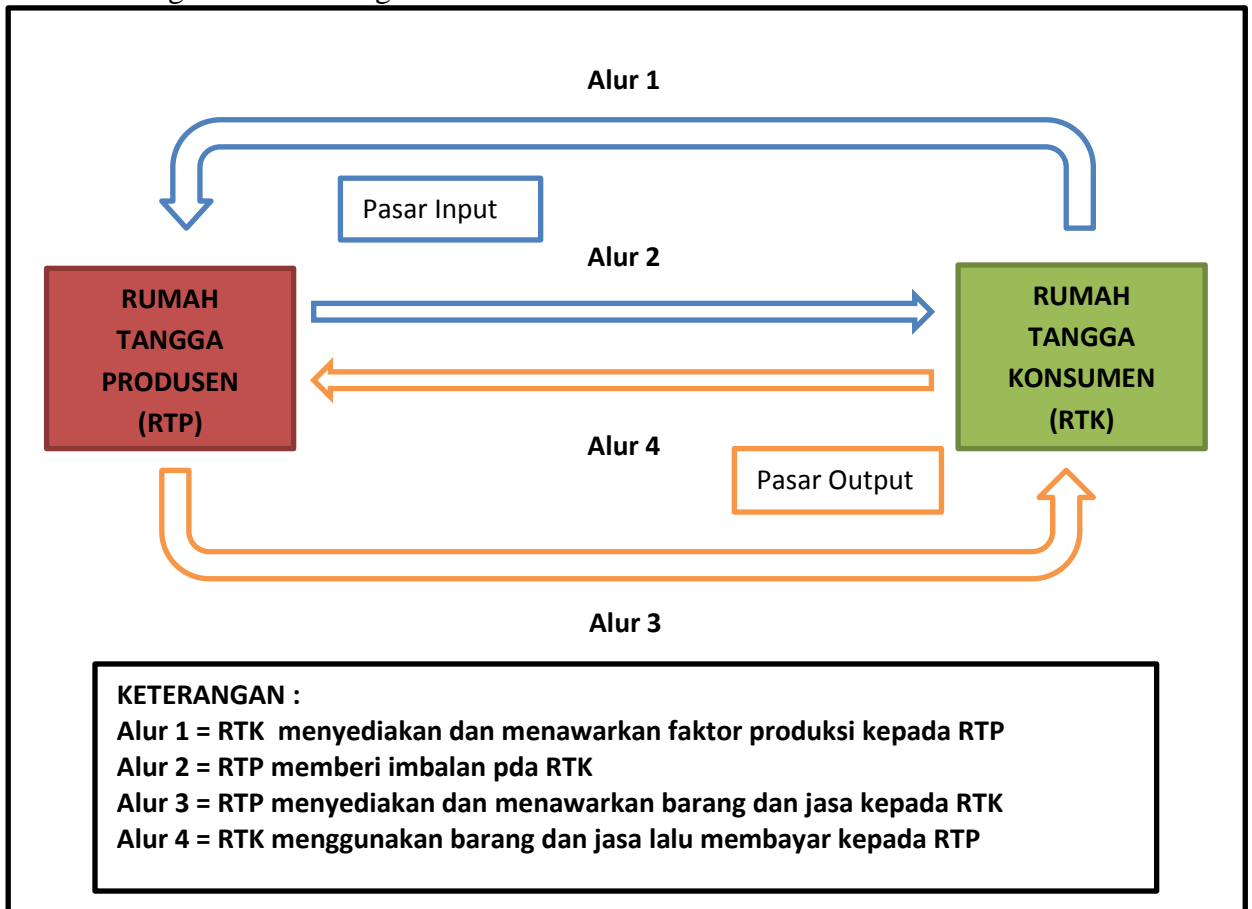 Alur 1
Pasar Input
Alur 2
RUMAH
TANGGA
PRODUSEN
(RTP)
RUMAH
TANGGA
KONSUMEN
(RTK)
Alur 4
Pasar Output
Alur 3
KETERANGAN :
Alur 1 = RTK menyediakan dan menawarkan faktor produksi kepada RTP
Alur 2 = RTP memberi imbalan pda RTK
Alur 3 = RTP menyediakan dan menawarkan barang dan jasa kepada RTK
Alur 4 = RTK menggunakan barang dan jasa lalu membayar kepada RTP